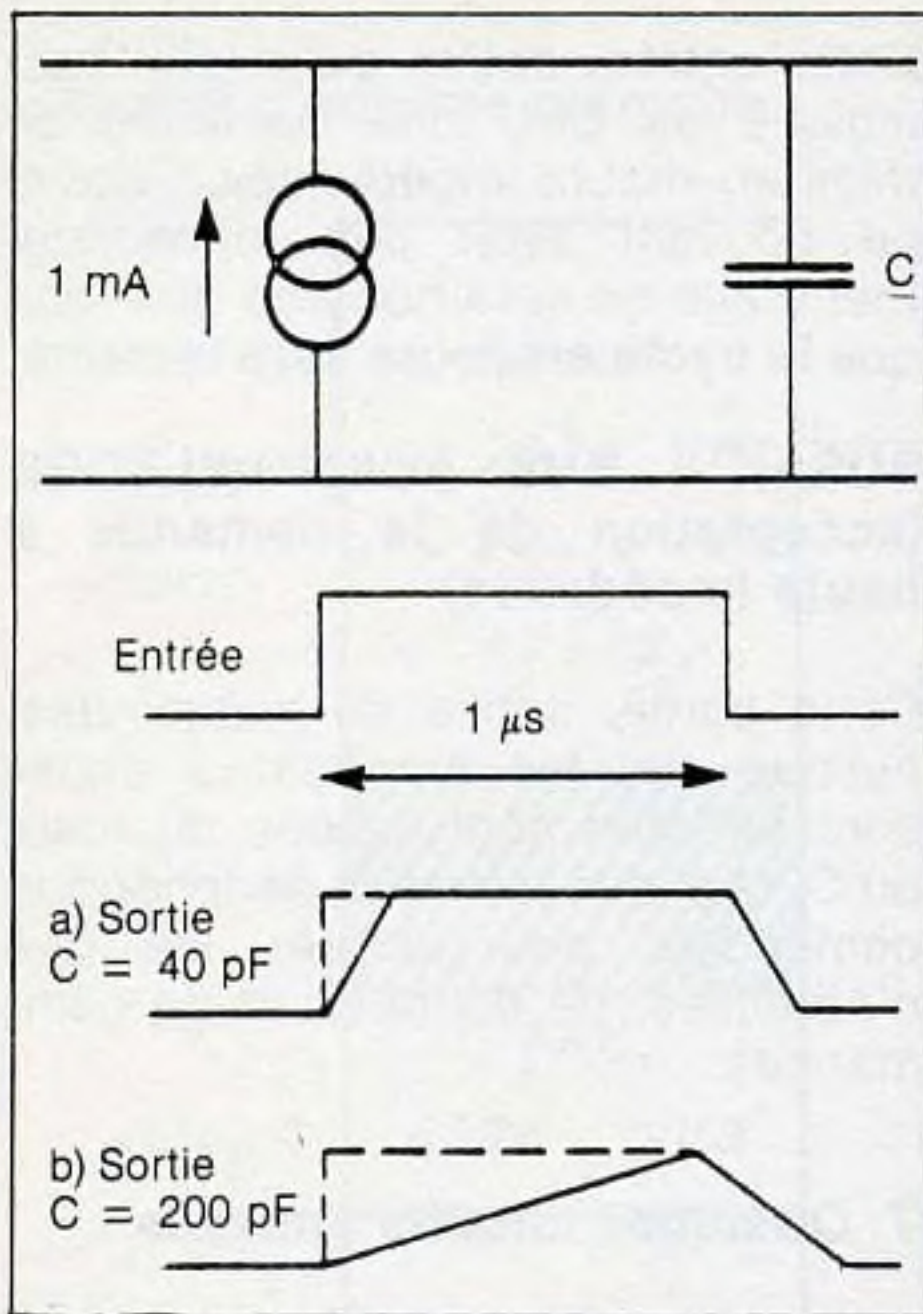 1 mA
C
Entrée
1 μs
a) Sortie
C = 40 pF
b) Sortie
C = 200 pF